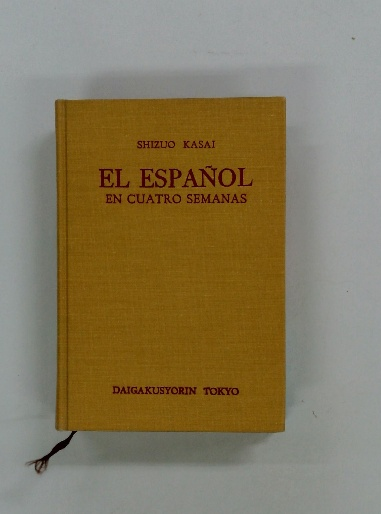 SHIZUO KASAI
EL ESPAÑOL
EN CUATRO SEMANAS
DAIGAKUSYORIN TOKYO